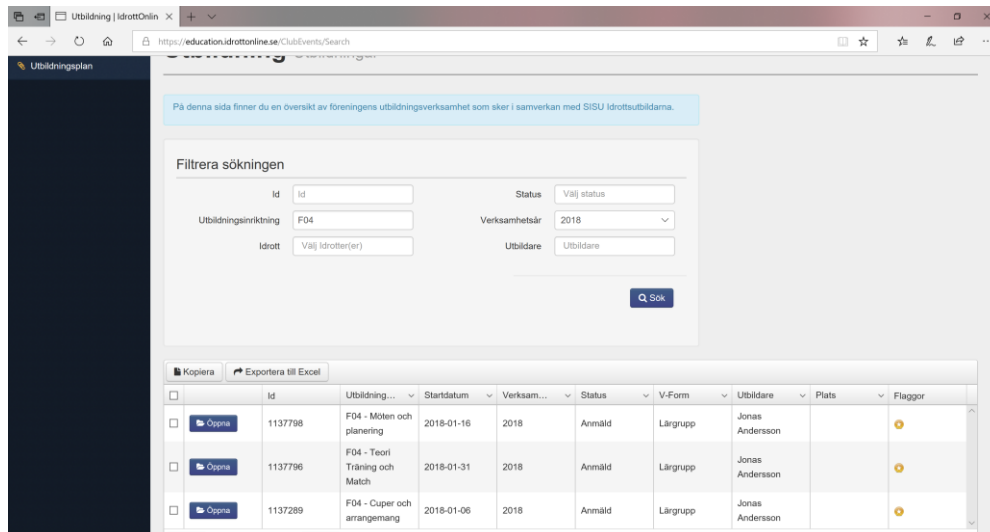 Utbildning | IdrottOnlin
https://education.idrottonline.se/ClubEvents/Search
Utbildningsplan
Utbildning Utbildningar
På denna sida finner du en översikt av föreningens utbildningsverksamhet som sker i samverkan med SISU Idrottsutbildarna.
Filtrera sökningen
Id Id Status Välj status
Utbildningsinriktning F04 Verksamhetsår 2018
Idrott Välj Idrotter(er) Utbildare Utbildare
Sök
Kopiera Exportera till Excel
Id Utbildning... Startdatum Verksam... Status V-Form Utbildare Plats Flaggor
Öppna 1137798 F04 - Möten och planering 2018-01-16 2018 Anmäld Lärgrupp Jonas Andersson
Öppna 1137796 F04 - Teori Träning och Match 2018-01-31 2018 Anmäld Lärgrupp Jonas Andersson
Öppna 1137289 F04 - Cuper och arrangemang 2018-01-06 2018 Anmäld Lärgrupp Jonas Andersson